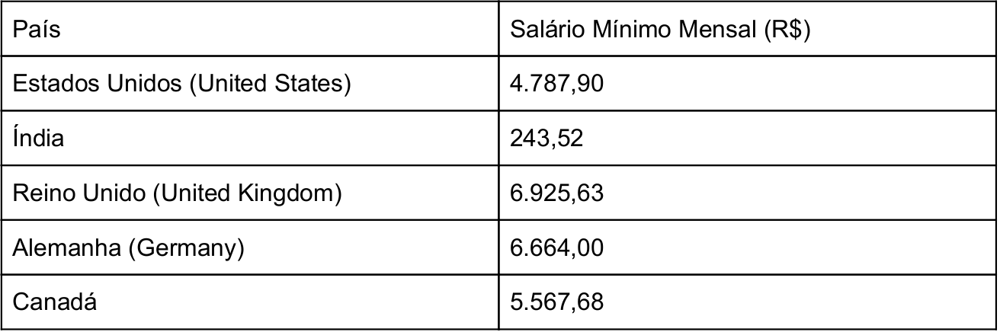 País Salário Mínimo Mensal (R$)
Estados Unidos (United States) 4.787,90
Índia 243,52
Reino Unido (United Kingdom) 6.925,63
Alemanha (Germany) 6.664,00
Canadá 5.567,68